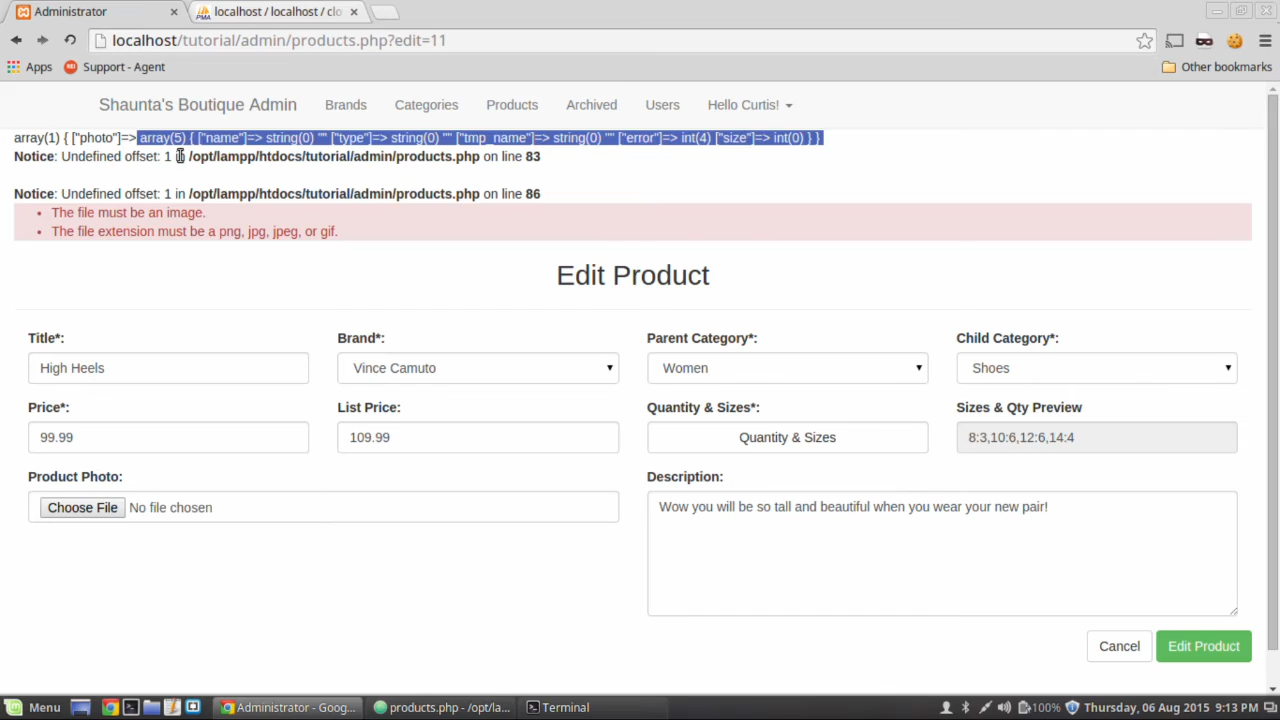 Administrator
localhost / localhost / clo
localhost/tutorial/admin/products.php?edit=11
Apps Support - Agent Other bookmarks
Shaunta's Boutique Admin Brands Categories Products Archived Users Hello Curtis!
array(1) { ["photo"]=> array(5) { ["name"]=> string(0) "" ["type"]=> string(0) "" ["tmp_name"]=> string(0) "" ["error"]=> int(4) ["size"]=> int(0) } }
Notice: Undefined offset: 1 /opt/lampp/htdocs/tutorial/admin/products.php on line 83
Notice: Undefined offset: 1 in /opt/lampp/htdocs/tutorial/admin/products.php on line 86
• The file must be an image.
• The file extension must be a png, jpg, jpeg, or gif.
Edit Product
Title*: Brand*: Parent Category*: Child Category*:
High Heels Vince Camuto Women Shoes
Price*: List Price: Quantity & Sizes*: Sizes & Qty Preview
99.99 109.99 Quantity & Sizes 8:3,10:6,12:6,14:4
Product Photo: Description:
Choose File No file chosen Wow you will be so tall and beautiful when you wear your new pair!
Cancel Edit Product
Menu Administrator - Goog... products.php - /opt/la... Terminal 100% Thursday, 06 Aug 2015 9:13 PM